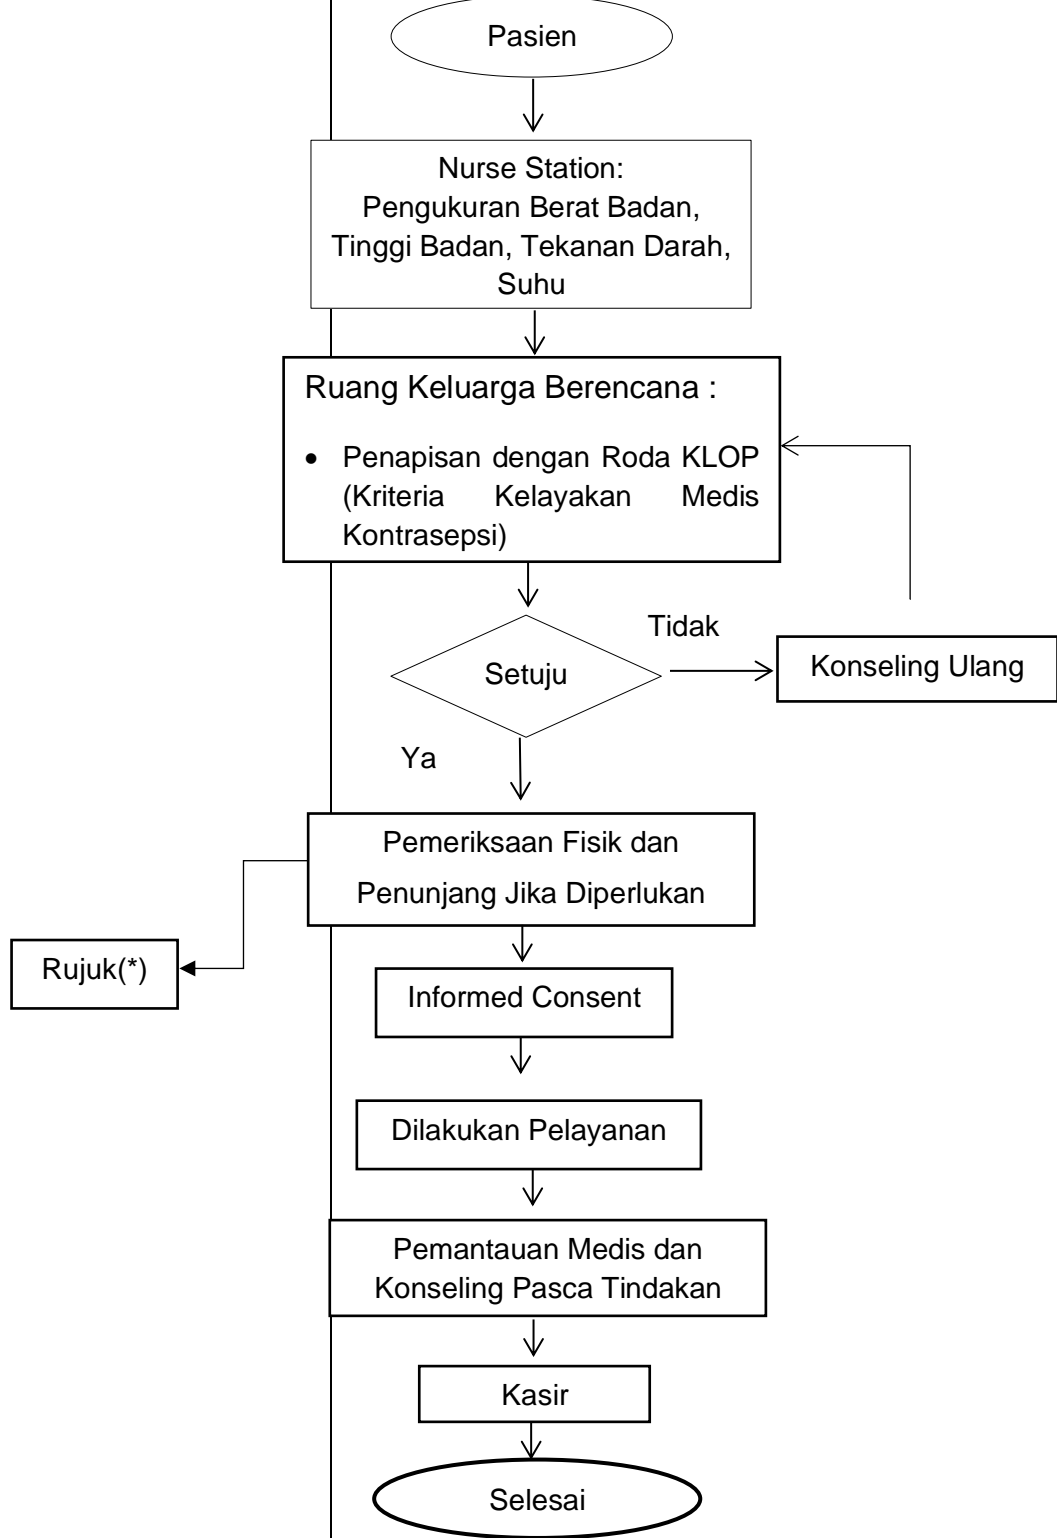 Pasien
Nurse Station:
Pengukuran Berat Badan,
Tinggi Badan, Tekanan Darah,
Suhu
Ruang Keluarga Berencana :
• Penapisan dengan Roda KLOP
(Kriteria Kelayakan Medis
Kontrasepsi)
Tidak
Setuju
Konseling Ulang
Ya
Pemeriksaan Fisik dan
Penunjang Jika Diperlukan
Rujuk(*)
Informed Consent
Dilakukan Pelayanan
Pemantauan Medis dan
Konseling Pasca Tindakan
Kasir
Selesai